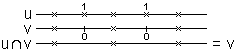 1 1
u
v
0 0
u∩v = v